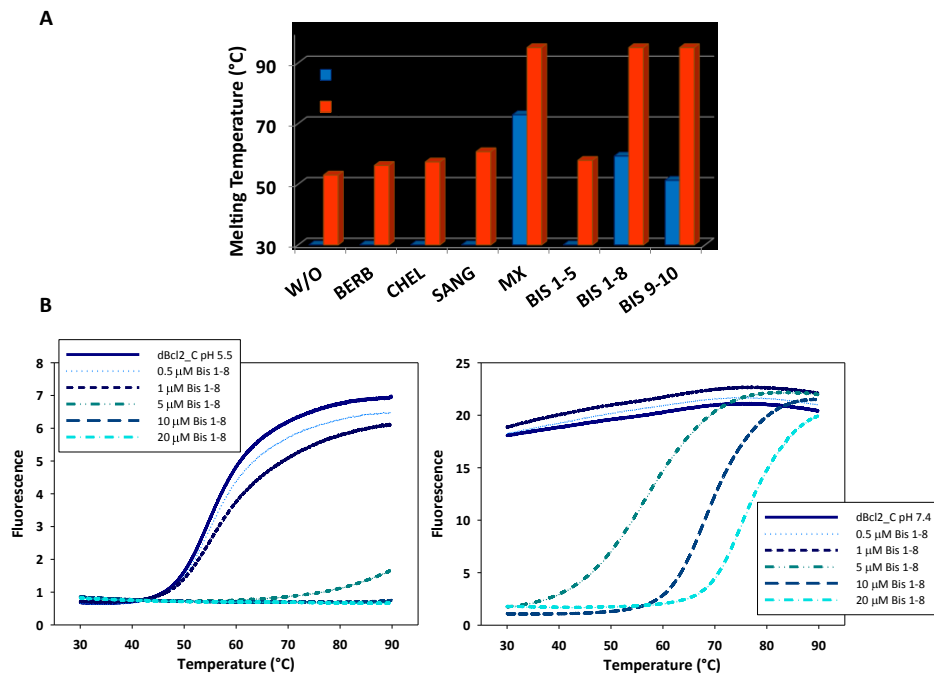 A
Melting Temperature (°C)
90
70
50
30
W/O
BERB
CHEL
SANG
MX
BIS 1-5
BIS 1-8
BIS 9-10
B
8
7
6
5
4
3
2
1
0
Fluorescence
dBcl2_C pH 5.5
0.5 µM Bis 1-8
1 µM Bis 1-8
5 µM Bis 1-8
10 µM Bis 1-8
20 µM Bis 1-8
30 40 50 60 70 80 90
Temperature (°C)
25
20
15
10
5
0
Fluorescence
dBcl2_C pH 7.4
0.5 µM Bis 1-8
1 µM Bis 1-8
5 µM Bis 1-8
10 µM Bis 1-8
20 µM Bis 1-8
30 40 50 60 70 80 90
Temperature (°C)